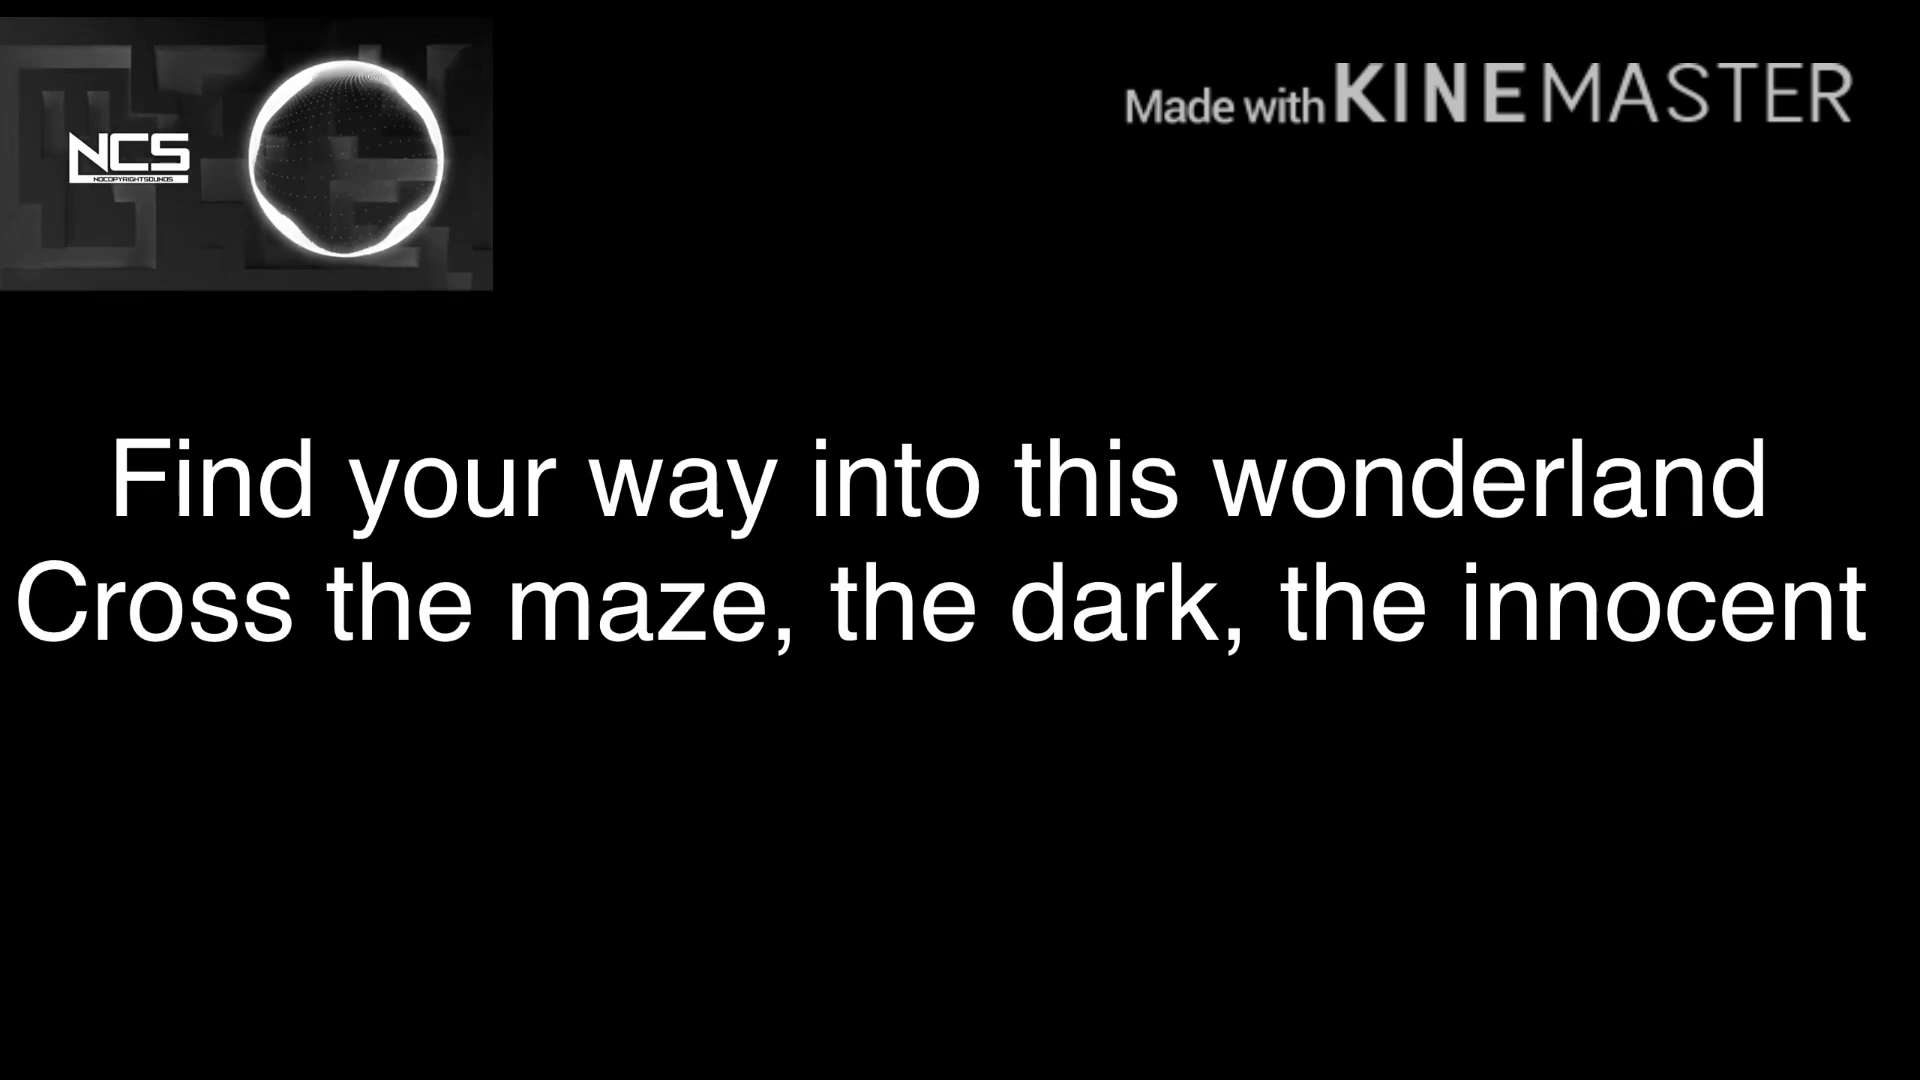 NCS
NOCOPYRIGHTSOUNDS
Made with KINEMASTER
Find your way into this wonderland
Cross the maze, the dark, the innocent